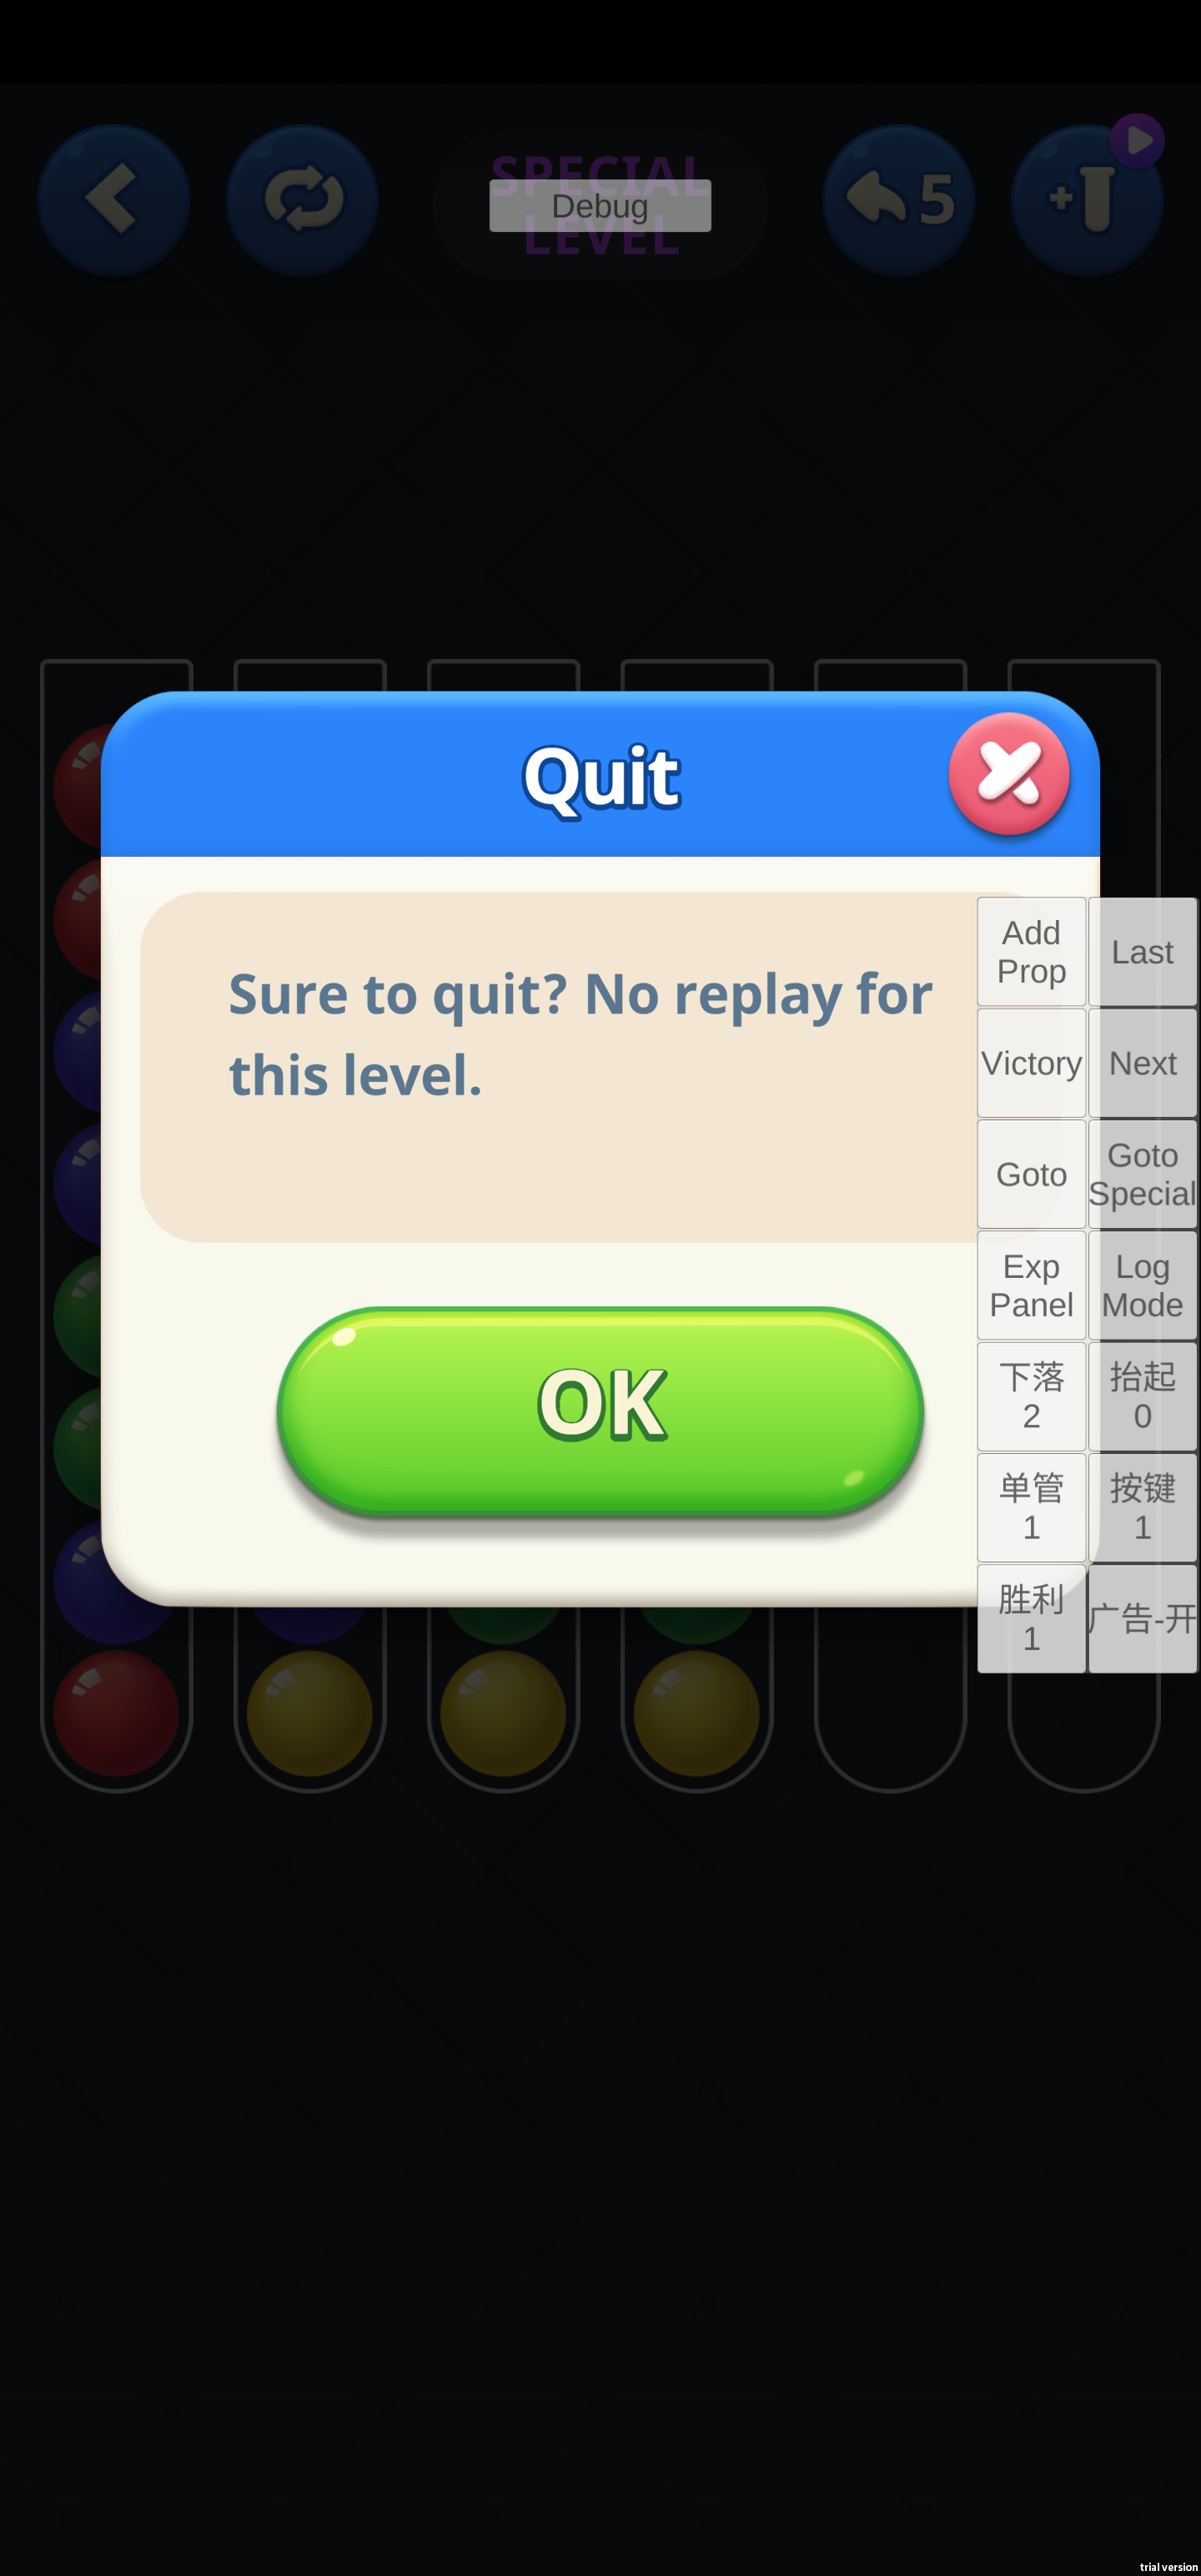 SPECIAL
LEVEL
Debug
5
+
Quit
Sure to quit? No replay for
this level.
OK
Add
Prop
Last
Victory
Next
Goto
Goto
Special
Exp
Panel
Log
Mode
下落
2
抬起
0
单管
1
按键
1
胜利
1
广告-开
trial version